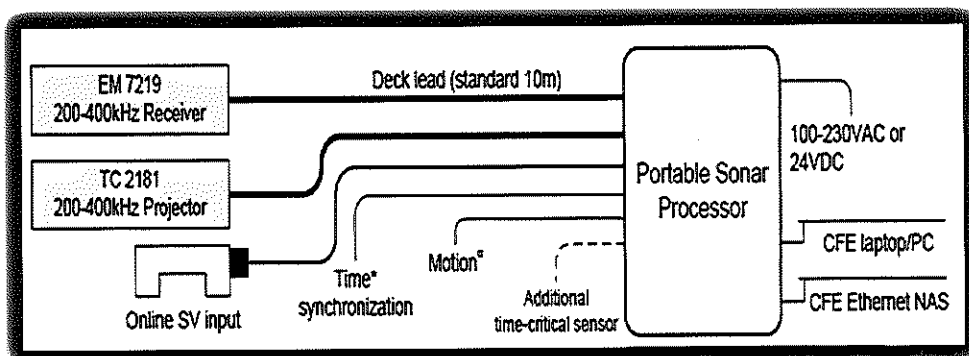 EM 7219
200-400kHz Receiver
Deck lead (standard 10m)
TC 2181
200-400kHz Projector
Online SV input
Time*
synchronization
Motion¤
Additional
time-critical sensor
Portable Sonar
Processor
100-230VAC or
24VDC
CFE laptop/PC
CFE Ethernet NAS